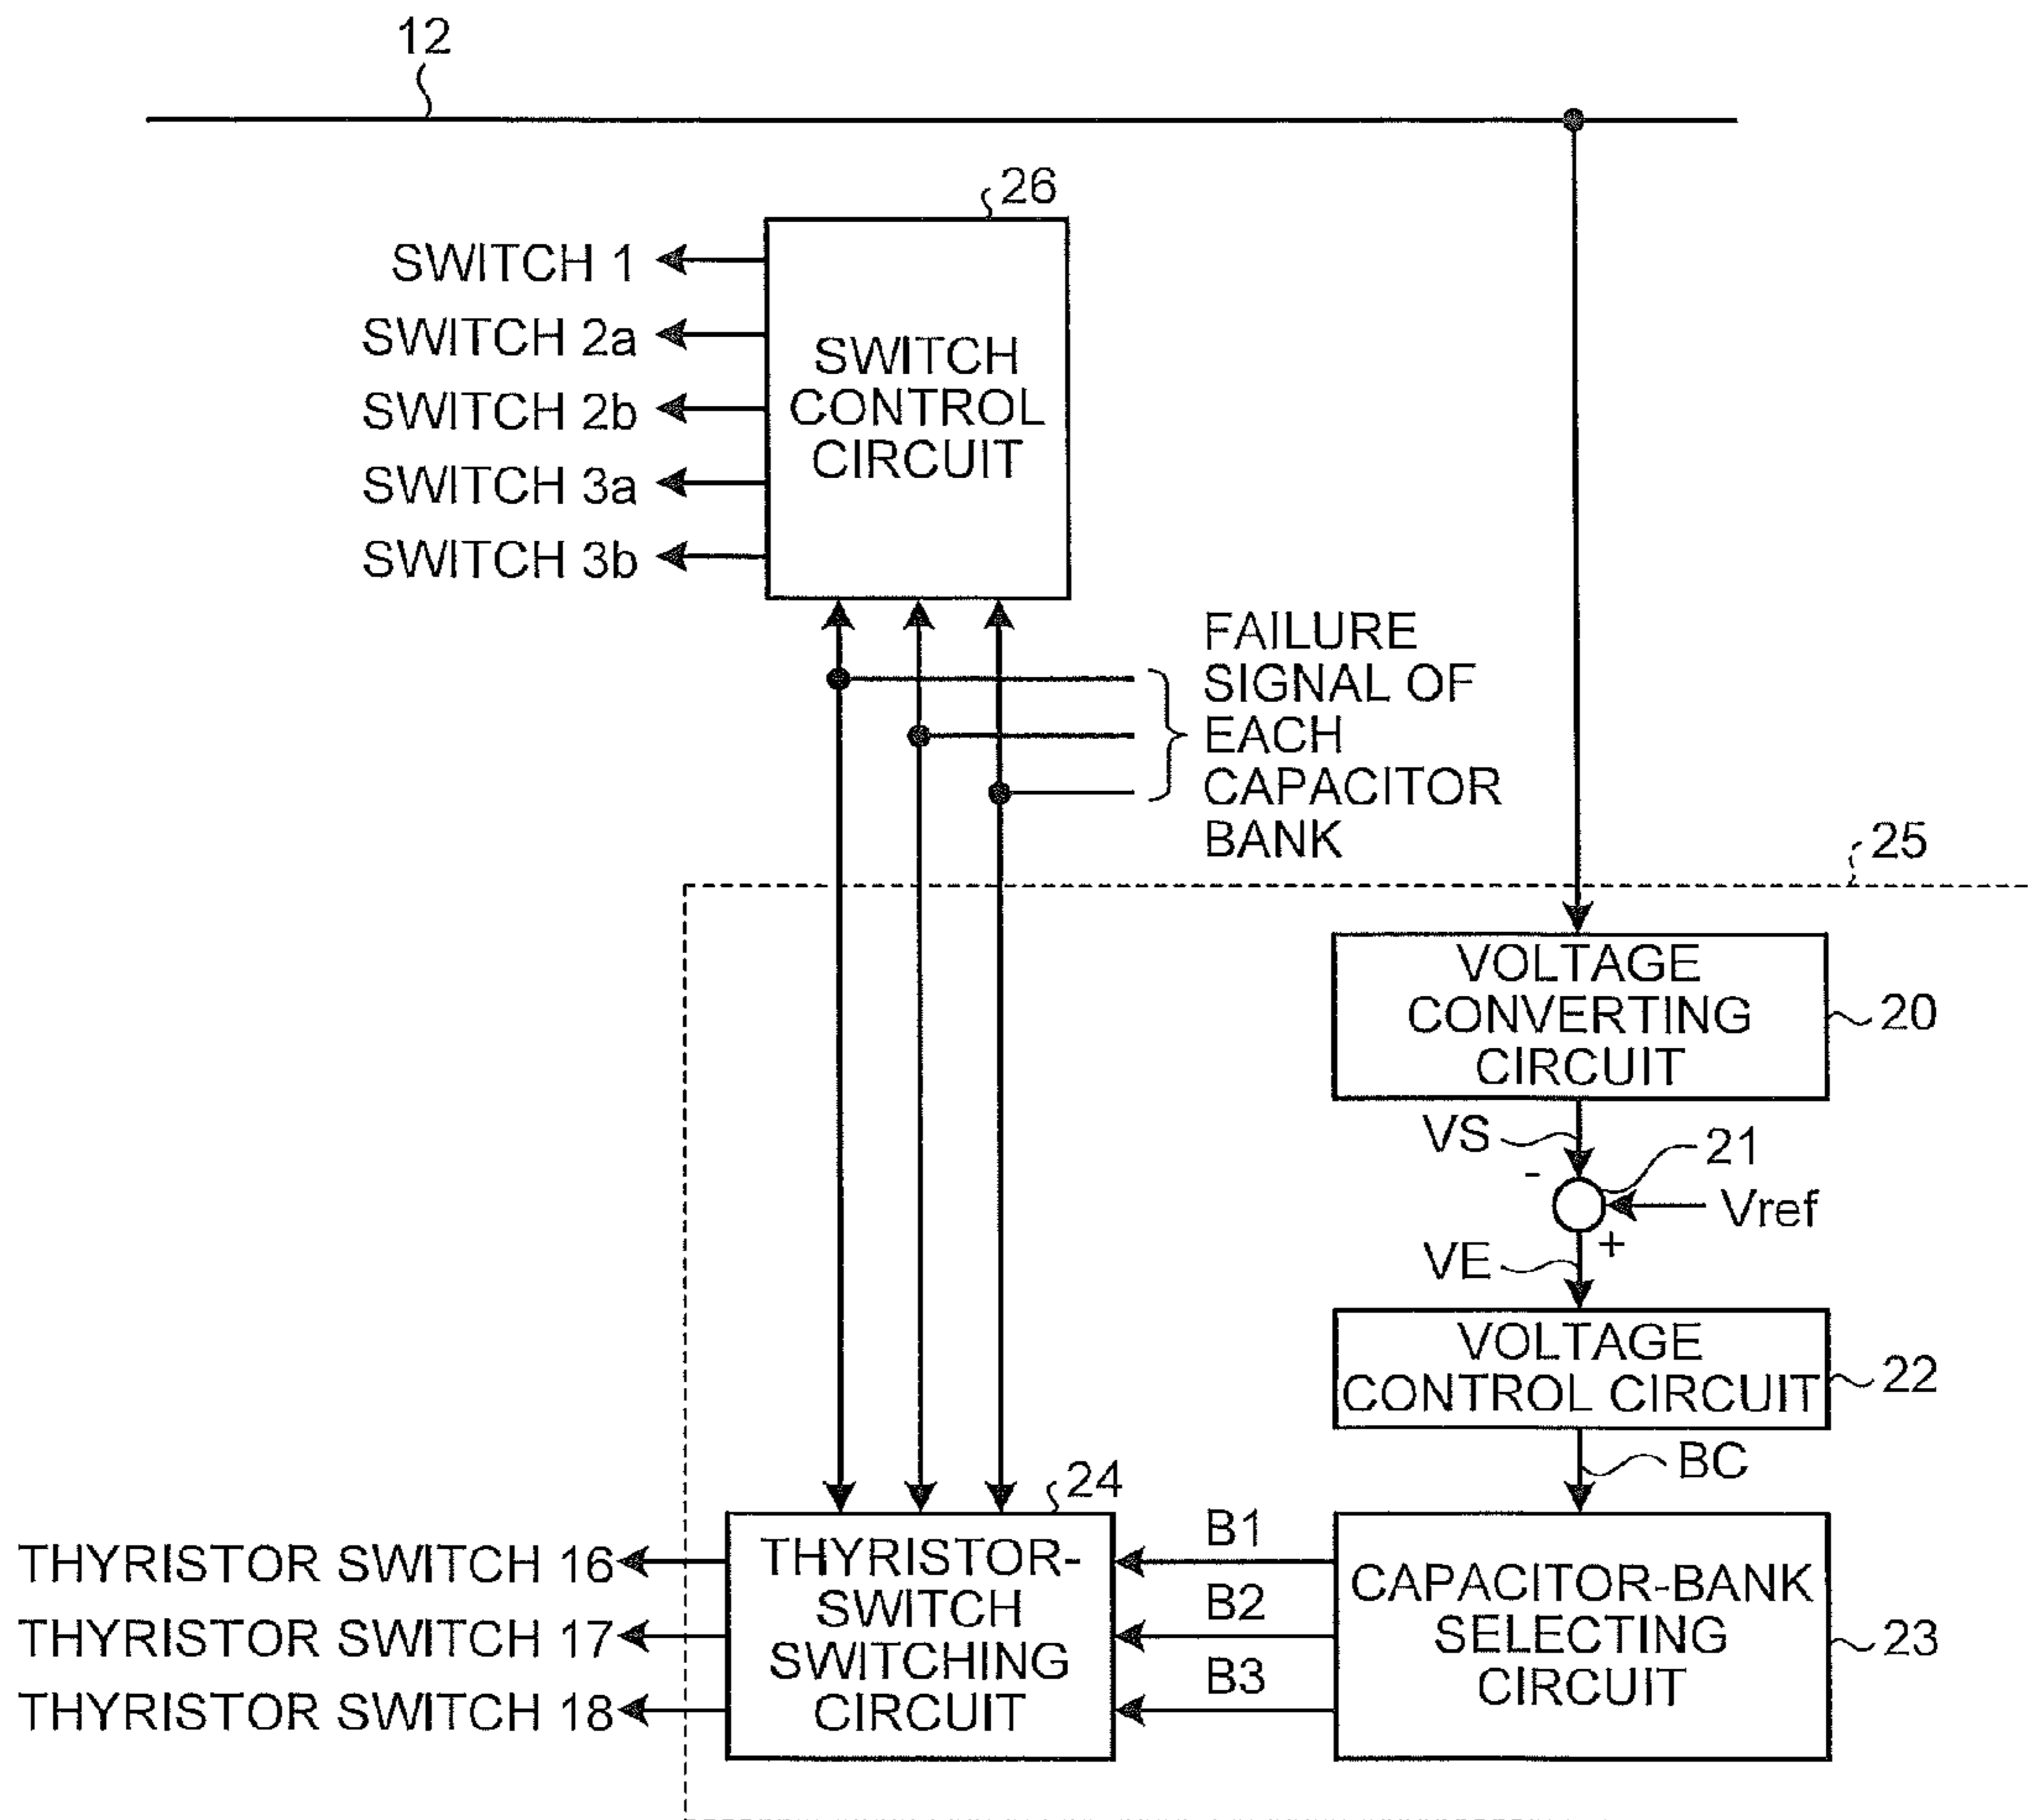 12
26
SWITCH 1
SWITCH 2a
SWITCH 2b
SWITCH 3a
SWITCH 3b
SWITCH
CONTROL
CIRCUIT
FAILURE
SIGNAL OF
EACH
CAPACITOR
BANK
25
VOLTAGE
CONVERTING
CIRCUIT
20
VS
-
21
Vref
+
VE
VOLTAGE
CONTROL CIRCUIT
22
BC
24
THYRISTOR SWITCH 16
THYRISTOR SWITCH 17
THYRISTOR SWITCH 18
THYRISTOR-
SWITCH
SWITCHING
CIRCUIT
B1
B2
B3
CAPACITOR-BANK
SELECTING
CIRCUIT
23